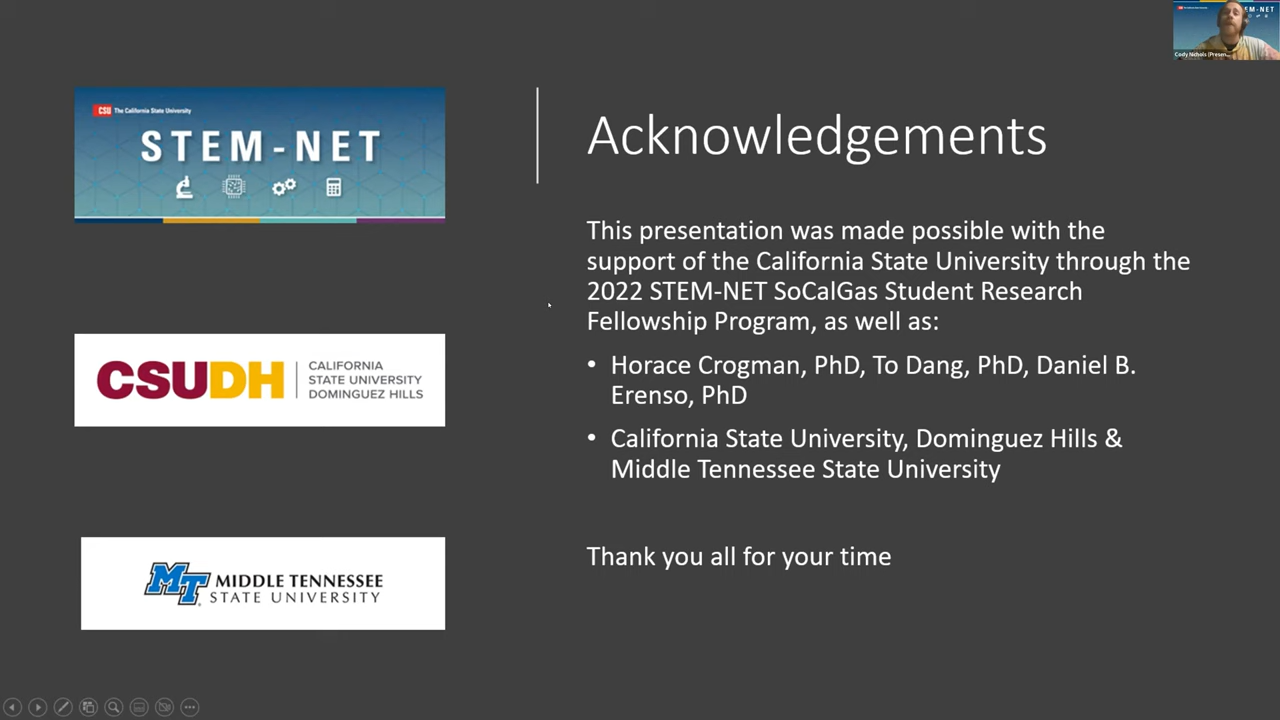 CSU The California State University
STEM-NET
CSUDH
CALIFORNIA
STATE UNIVERSITY
DOMINGUEZ HILLS
MT MIDDLE TENNESSEE
STATE UNIVERSITY
Acknowledgements
This presentation was made possible with the
support of the California State University through the
2022 STEM-NET SoCalGas Student Research
Fellowship Program, as well as:
• Horace Crogman, PhD, To Dang, PhD, Daniel B.
Erenso, PhD
• California State University, Dominguez Hills &
Middle Tennessee State University
Thank you all for your time
Cody Nichols (Presen...